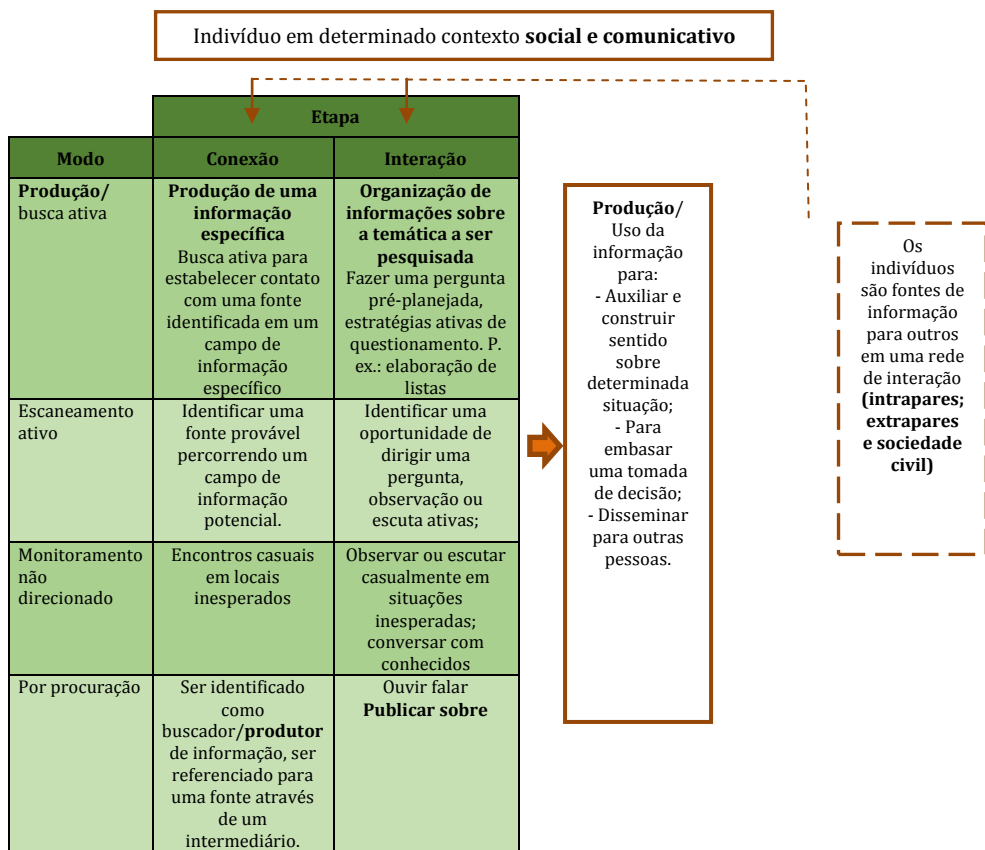 Indivíduo em determinado contexto social e comunicativo
Etapa
Modo
Conexão
Interação
Produção/
busca ativa
Produção de uma
informação
específica
Busca ativa para
estabelecer contato
com uma fonte
identificada em um
campo de
informação
específico
Organização de
informações sobre
a temática a ser
pesquisada
Fazer uma pergunta
pré-planejada,
estratégias ativas de
questionamento. P.
ex.: elaboração de
listas
Escaneamento
ativo
Identificar uma
fonte provável
percorrendo um
campo de
informação
potencial.
Identificar uma
oportunidade de
dirigir uma
pergunta,
observação ou
escuta ativas;
Monitoramento
não
direcionado
Encontros casuais
em locais
inesperados
Observar ou escutar
casualmente em
situações
inesperadas;
conversar com
conhecidos
Por procuração
Ser identificado
como
buscador/produtor
de informação, ser
referenciado para
uma fonte através
de um
intermediário.
Ouvir falar
Publicar sobre
Produção/
Uso da
informação
para:
- Auxiliar e
construir
sentido
sobre
determinada
situação;
- Para
embasar
uma tomada
de decisão;
- Disseminar
para outras
pessoas.
Os
indivíduos
são fontes de
informação
para outros
em uma rede
de interação
(intrapares;
extrapares
e sociedade
civil)